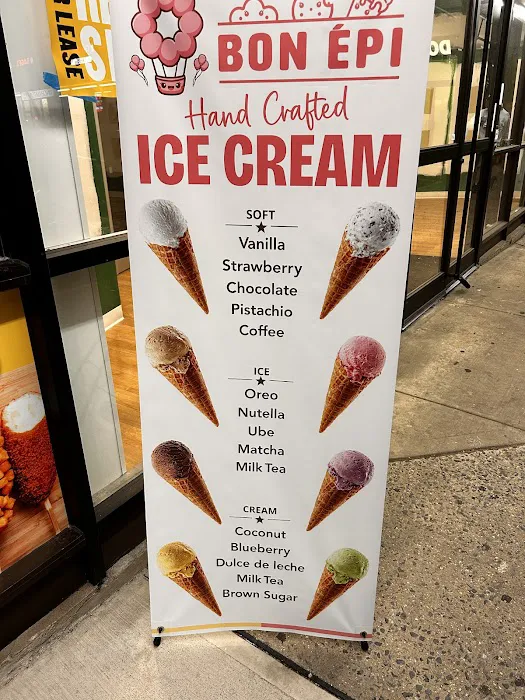 R LEASE
BON ÉPI
Hand Crafted
ICE CREAM
SOFT
Vanilla
Strawberry
Chocolate
Pistachio
Coffee
ICE
Oreo
Nutella
Ube
Matcha
Milk Tea
CREAM
Coconut
Blueberry
Dulce de leche
Milk Tea
Brown Sugar